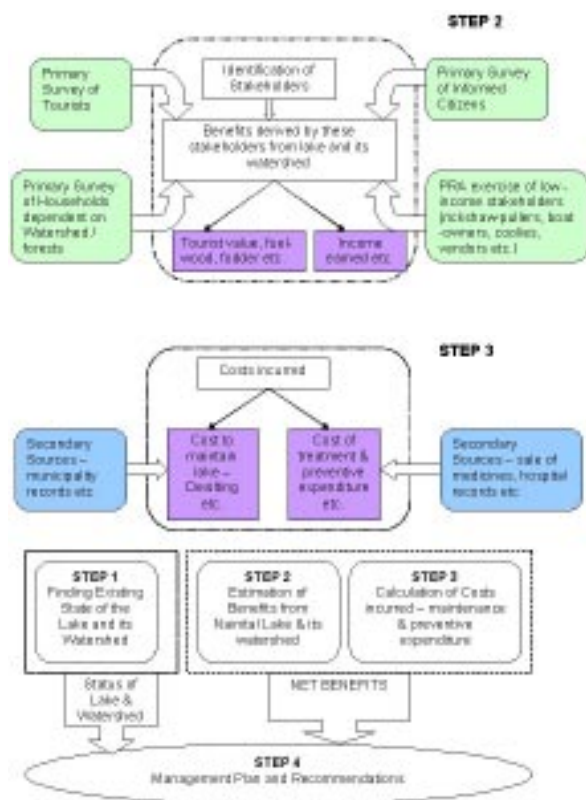 STEP 2
Primary
Survey of
Tourists
Identification of
Stakeholders
Primary Survey
of Informed
Citizens
Benefits derived by these
stakeholders from lake and its
watershed
Primary Survey
of Households
dependent on
Watershed /
forests
PRA exercise of low-
income stakeholders
(rickshaw-pullers, boat
-owners, coolies,
vendors etc.)
Tourist value, fuel-
wood, fodder etc
Income
earned etc
STEP 3
Costs incurred
Secondary
Sources –
municipality
records etc
Cost to
maintain
lake –
Desilting
etc.
Cost of
treatment &
preventive
expenditure
etc.
Secondary
Sources – sale of
medicines, hospital
records etc
STEP 1
Finding Existing
State of the
Lake and its
Watershed
STEP 2
Estimation of
Benefits from
Nainital Lake & its
watershed
STEP 3
Calculation of Costs
incurred – maintenance
& preventive
expenditure
Status of
Lake &
Watershed
NET BENEFITS
STEP 4
Management Plan and Recommendations